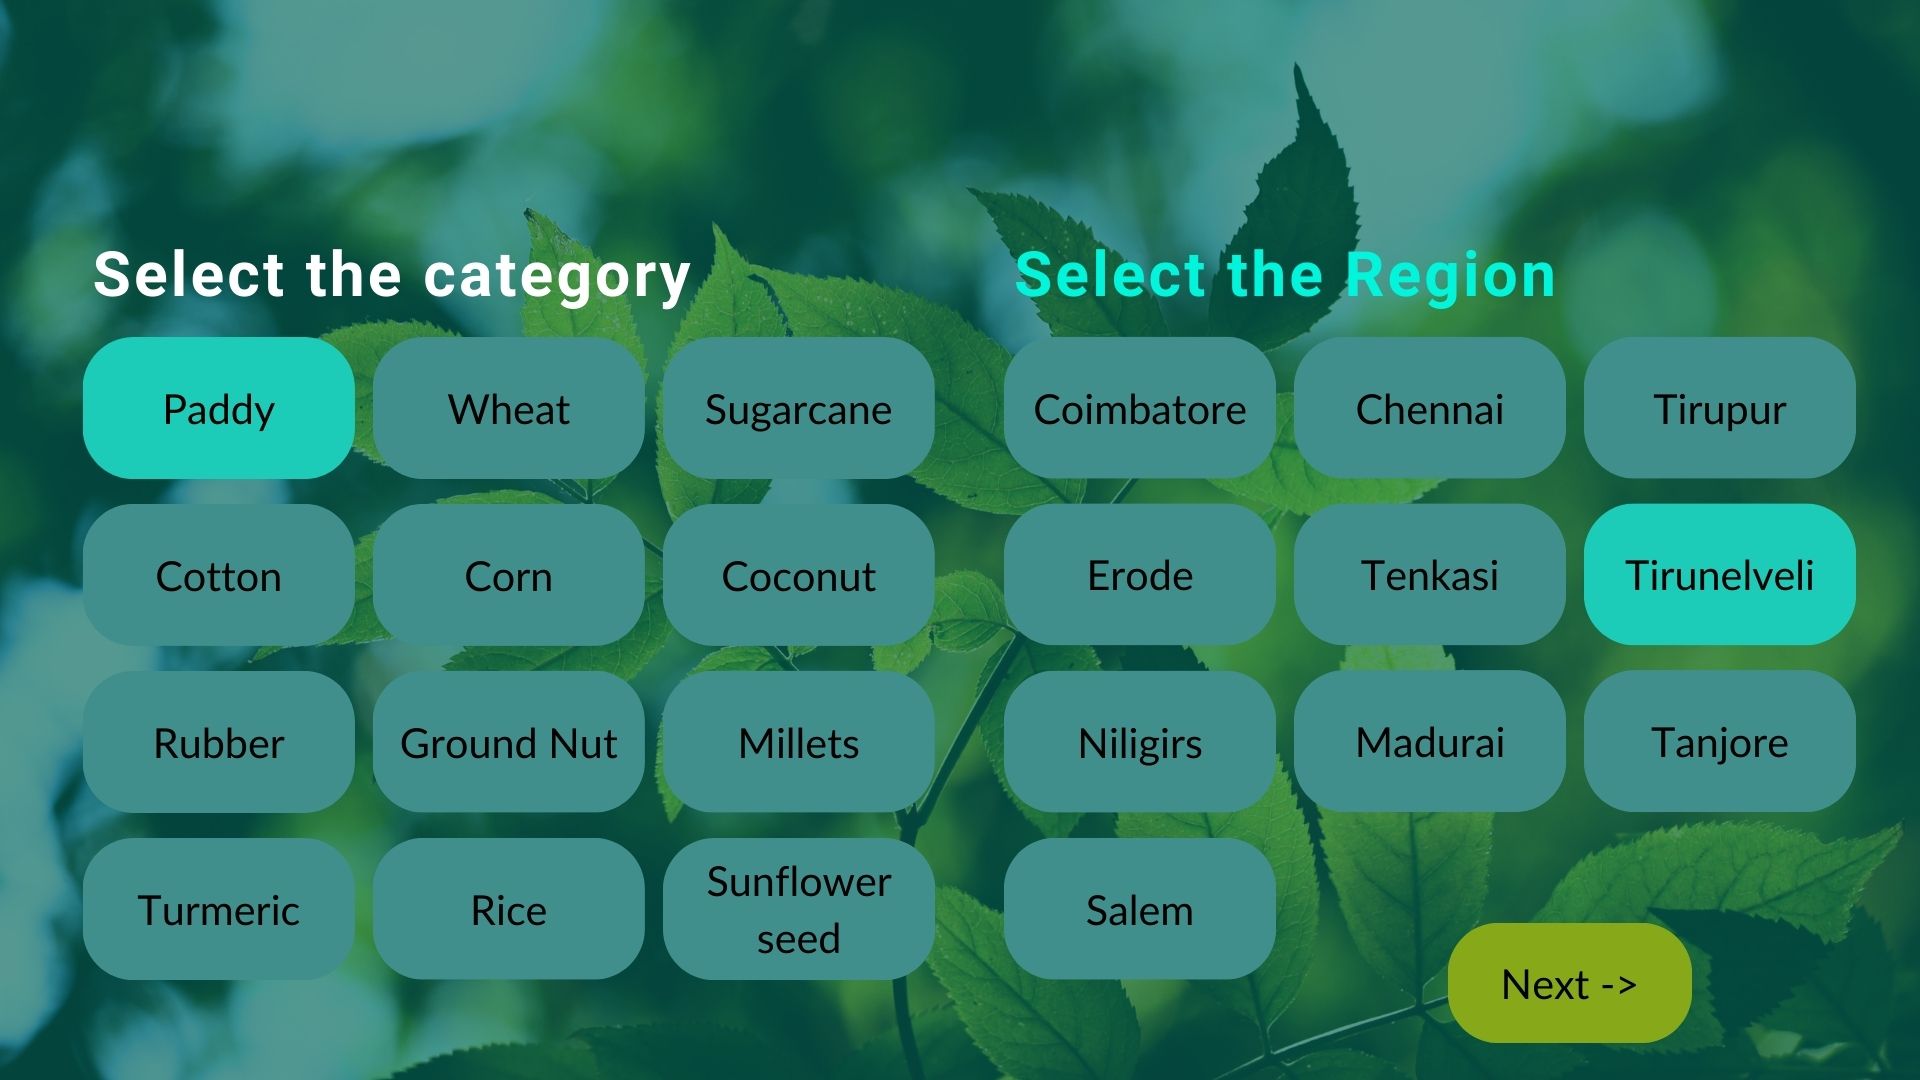 Select the category
Paddy
Wheat
Sugarcane
Cotton
Corn
Coconut
Rubber
Ground Nut
Millets
Turmeric
Rice
Sunflower
seed
Select the Region
Coimbatore
Chennai
Tirupur
Erode
Tenkasi
Tirunelveli
Niligirs
Madurai
Tanjore
Salem
Next ->